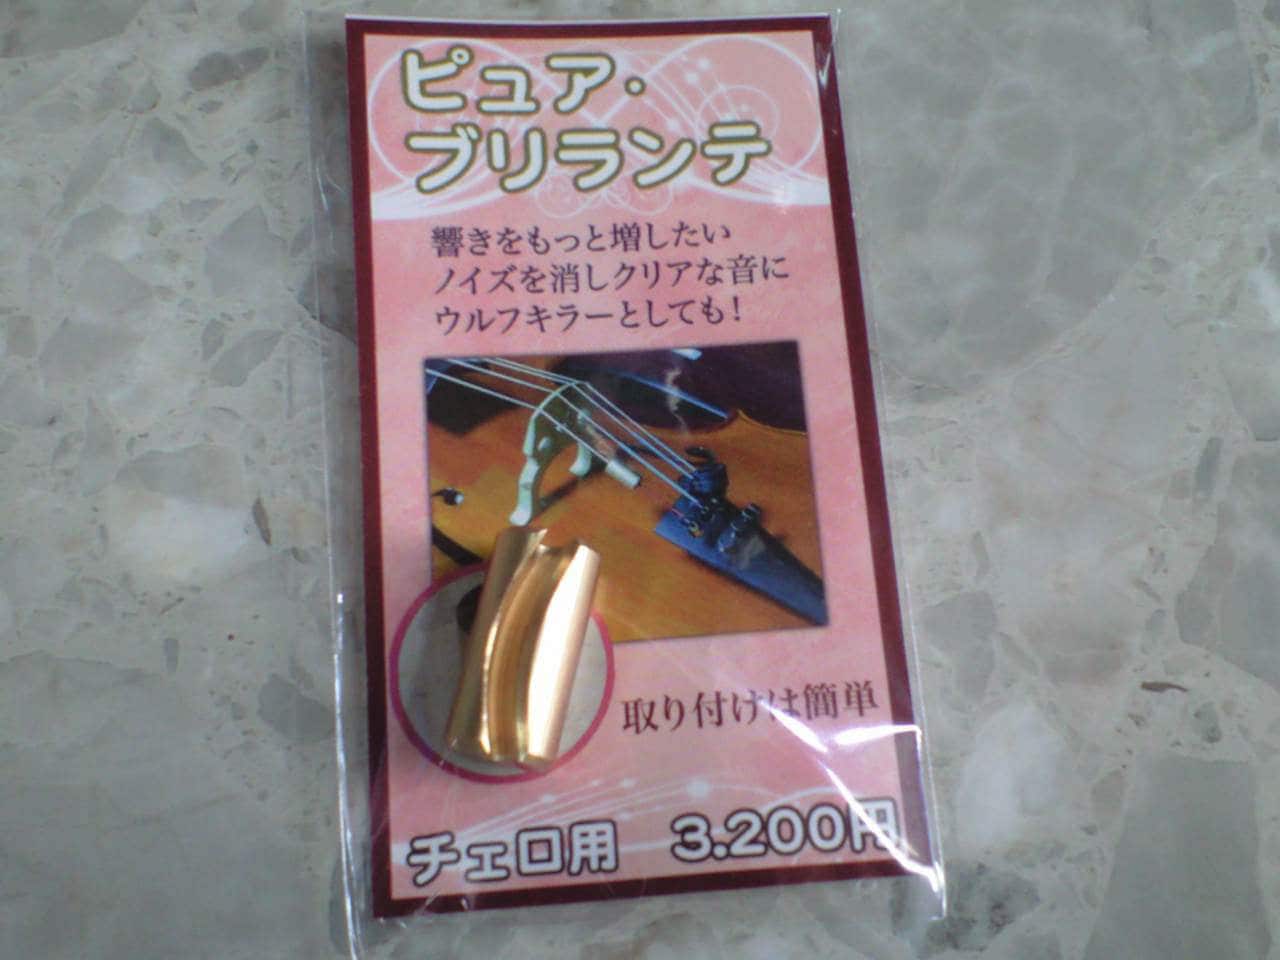 ピュア・
ブリランテ
響きをもっと増したい
ノイズを消しクリアな音に
ウルフキラーとしても!
取り付けは簡単
チェロ用 3.200円